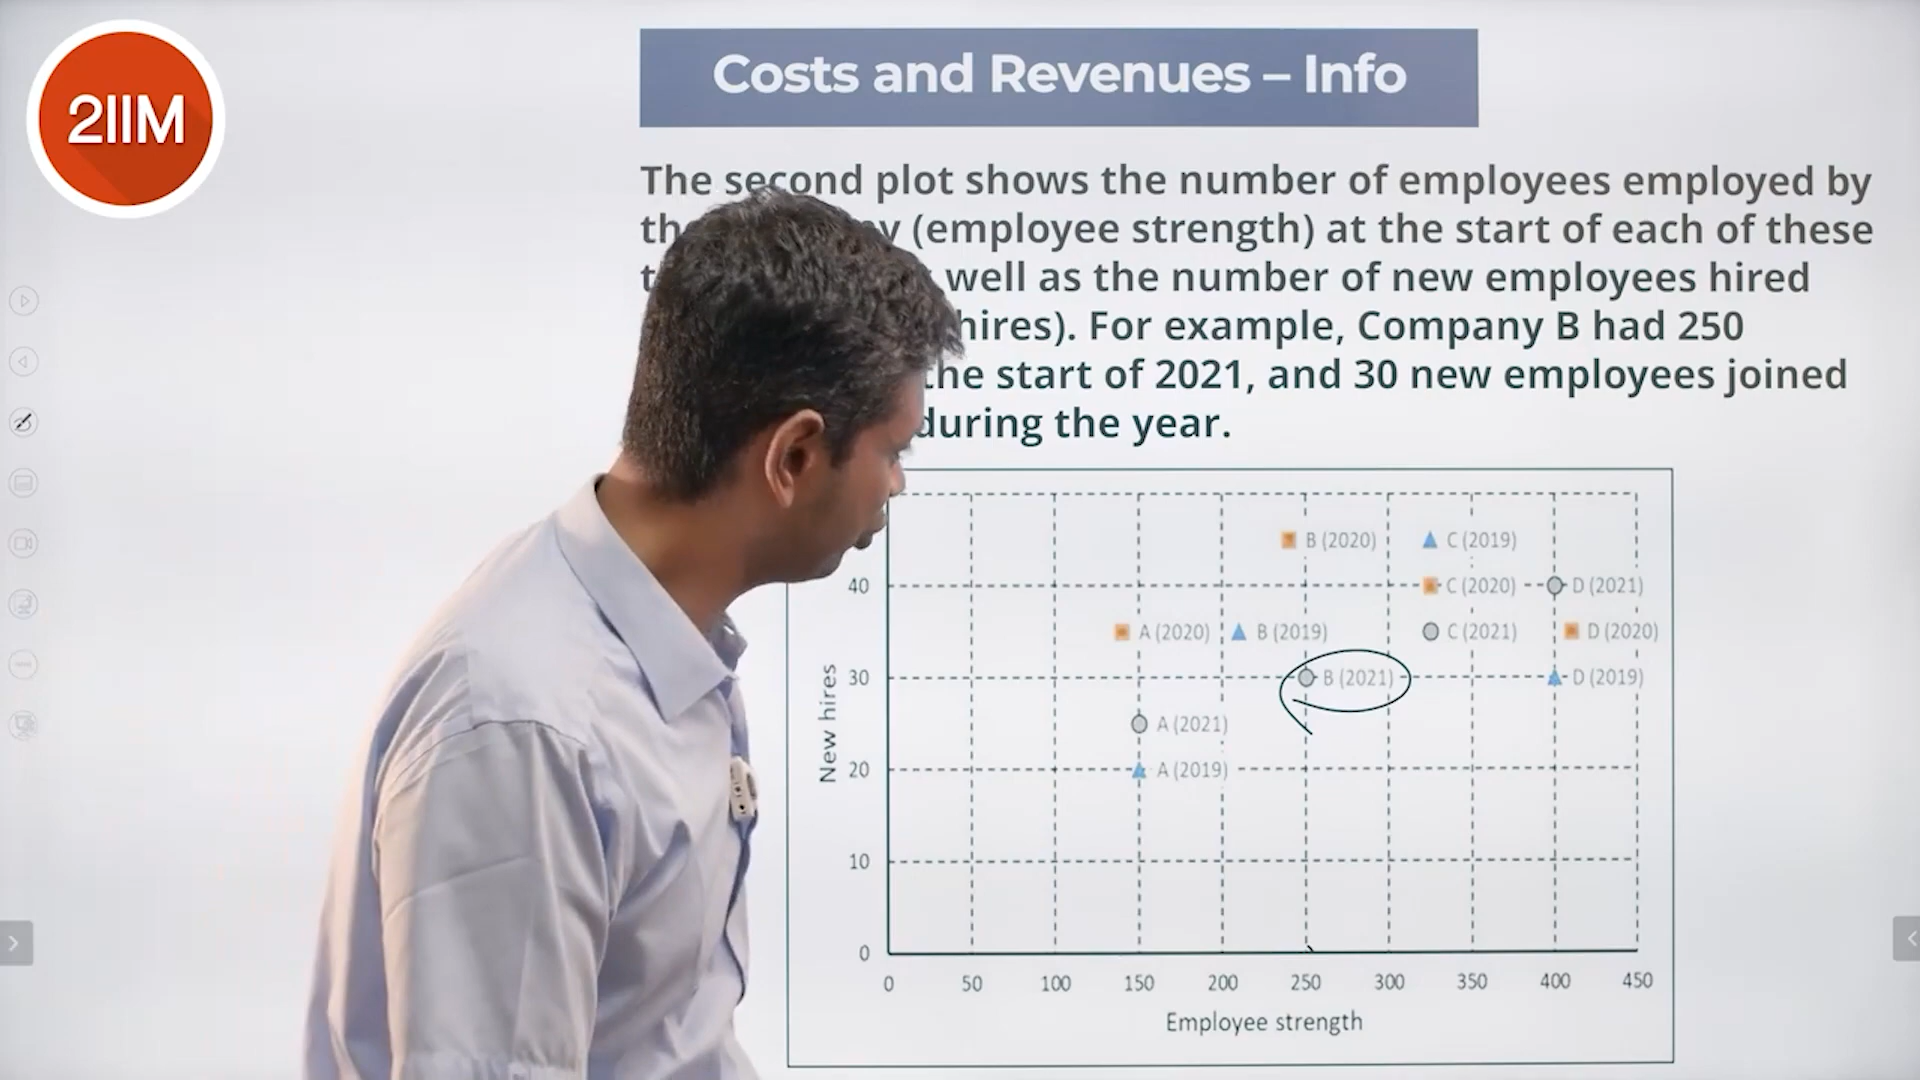 2IIM
Costs and Revenues – Info
The second plot shows the number of employees employed by
(employee strength) at the start of each of these
well as the number of new employees hired
hires). For example, Company B had 250
the start of 2021, and 30 new employees joined
during the year.
B (2020) C (2019)
40 C (2020) D (2021)
A (2020) B (2019) C (2021) D (2020)
30 B (2021) D (2019)
A (2021)
20 A (2019)
10
0
New hires
0 50 100 150 200 250 300 350 400 450
Employee strength